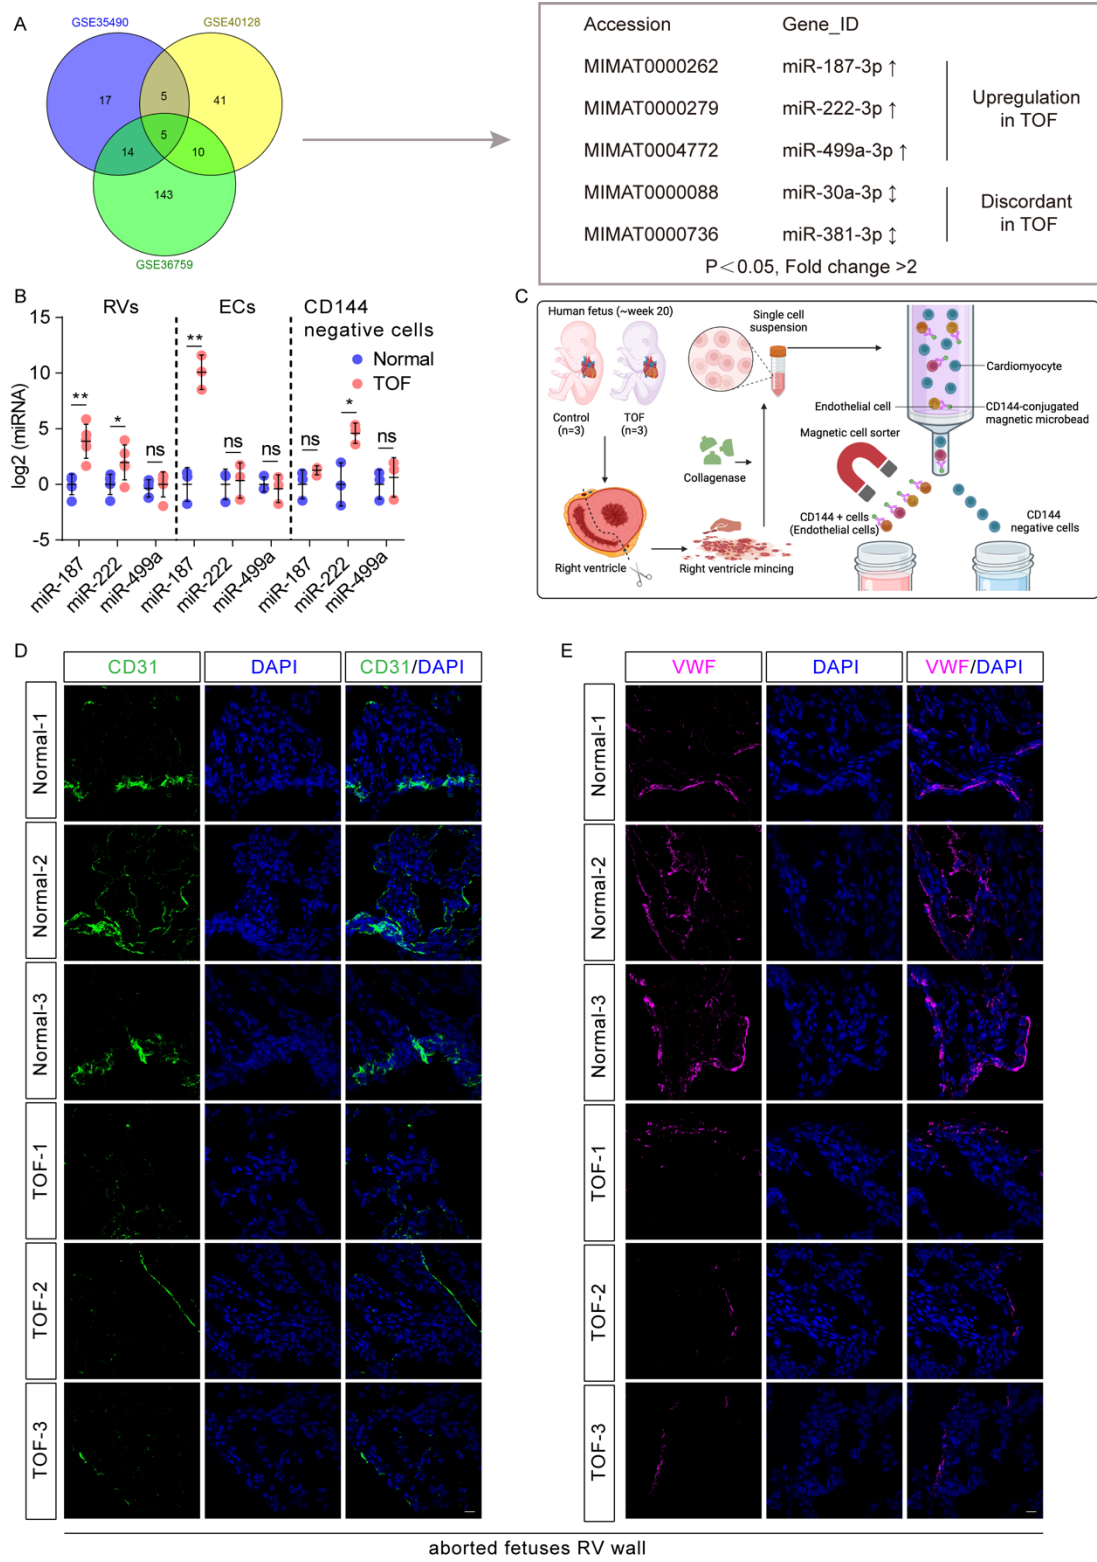 A
GSE35490
GSE40128
17
5
41
5
14
10
143
GSE36759
Accession Gene_ID
MIMAT0000262 miR-187-3p ↑
MIMAT0000279 miR-222-3p ↑
MIMAT0004772 miR-499a-3p ↑
Upregulation
in TOF
MIMAT0000088 miR-30a-3p ↕
MIMAT0000736 miR-381-3p ↕
Discordant
in TOF
P<0.05, Fold change >2
B
RVs
ECs
CD144
negative cells
Normal
TOF
log2 (miRNA)
15
10
5
0
-5
** * ns ** ns ns ns * ns
miR-187 miR-222 miR-499a miR-187 miR-222 miR-499a miR-187 miR-222 miR-499a
C
Human fetus (~week 20)
Control
(n=3)
TOF
(n=3)
Single cell
suspension
Collagenase
Right ventricle
Right ventricle mincing
Cardiomyocyte
Endothelial cell
CD144-conjugated
magnetic microbead
Magnetic cell sorter
CD144 + cells
(Endothelial cells)
CD144
negative cells
D
CD31 DAPI CD31/DAPI
Normal-1
Normal-2
Normal-3
TOF-1
TOF-2
TOF-3
E
VWF DAPI VWF/DAPI
Normal-1
Normal-2
Normal-3
TOF-1
TOF-2
TOF-3
aborted fetuses RV wall